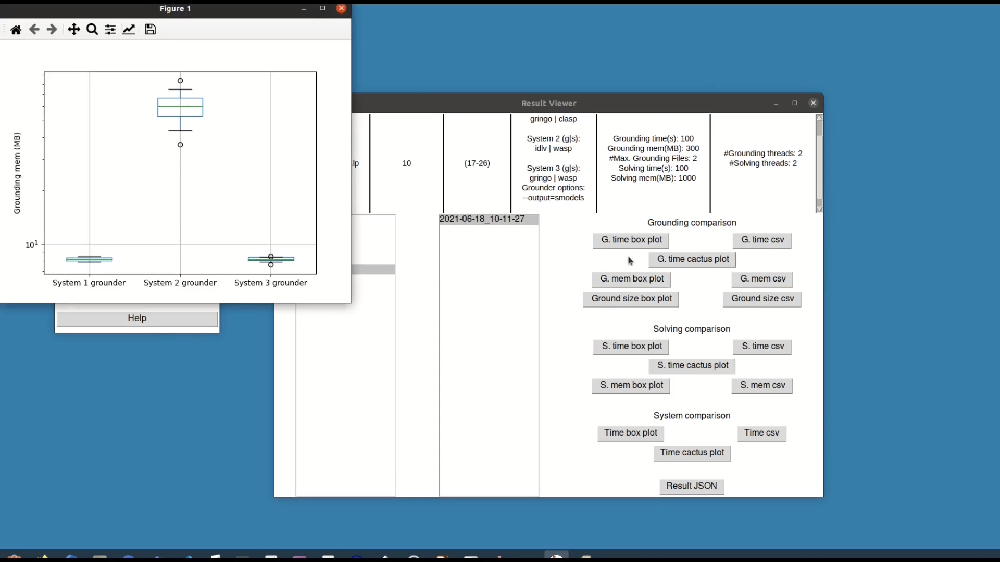 Figure 1
Grounding mem (MB)
10¹
System 1 grounder
System 2 grounder
System 3 grounder
Help
Result Viewer
.lp
10
(17-26)
gringo | clasp
System 2 (g|s):
idlv | wasp
System 3 (g|s):
gringo | wasp
Grounder options:
--output=smodels
Grounding time(s): 100
Grounding mem(MB): 300
#Max. Grounding Files: 2
Solving time(s): 100
Solving mem(MB): 1000
#Grounding threads: 2
#Solving threads: 2
2021-06-18_10-11-27
Grounding comparison
G. time box plot
G. time csv
G. time cactus plot
G. mem box plot
G. mem csv
Ground size box plot
Ground size csv
Solving comparison
S. time box plot
S. time csv
S. time cactus plot
S. mem box plot
S. mem csv
System comparison
Time box plot
Time csv
Time cactus plot
Result JSON